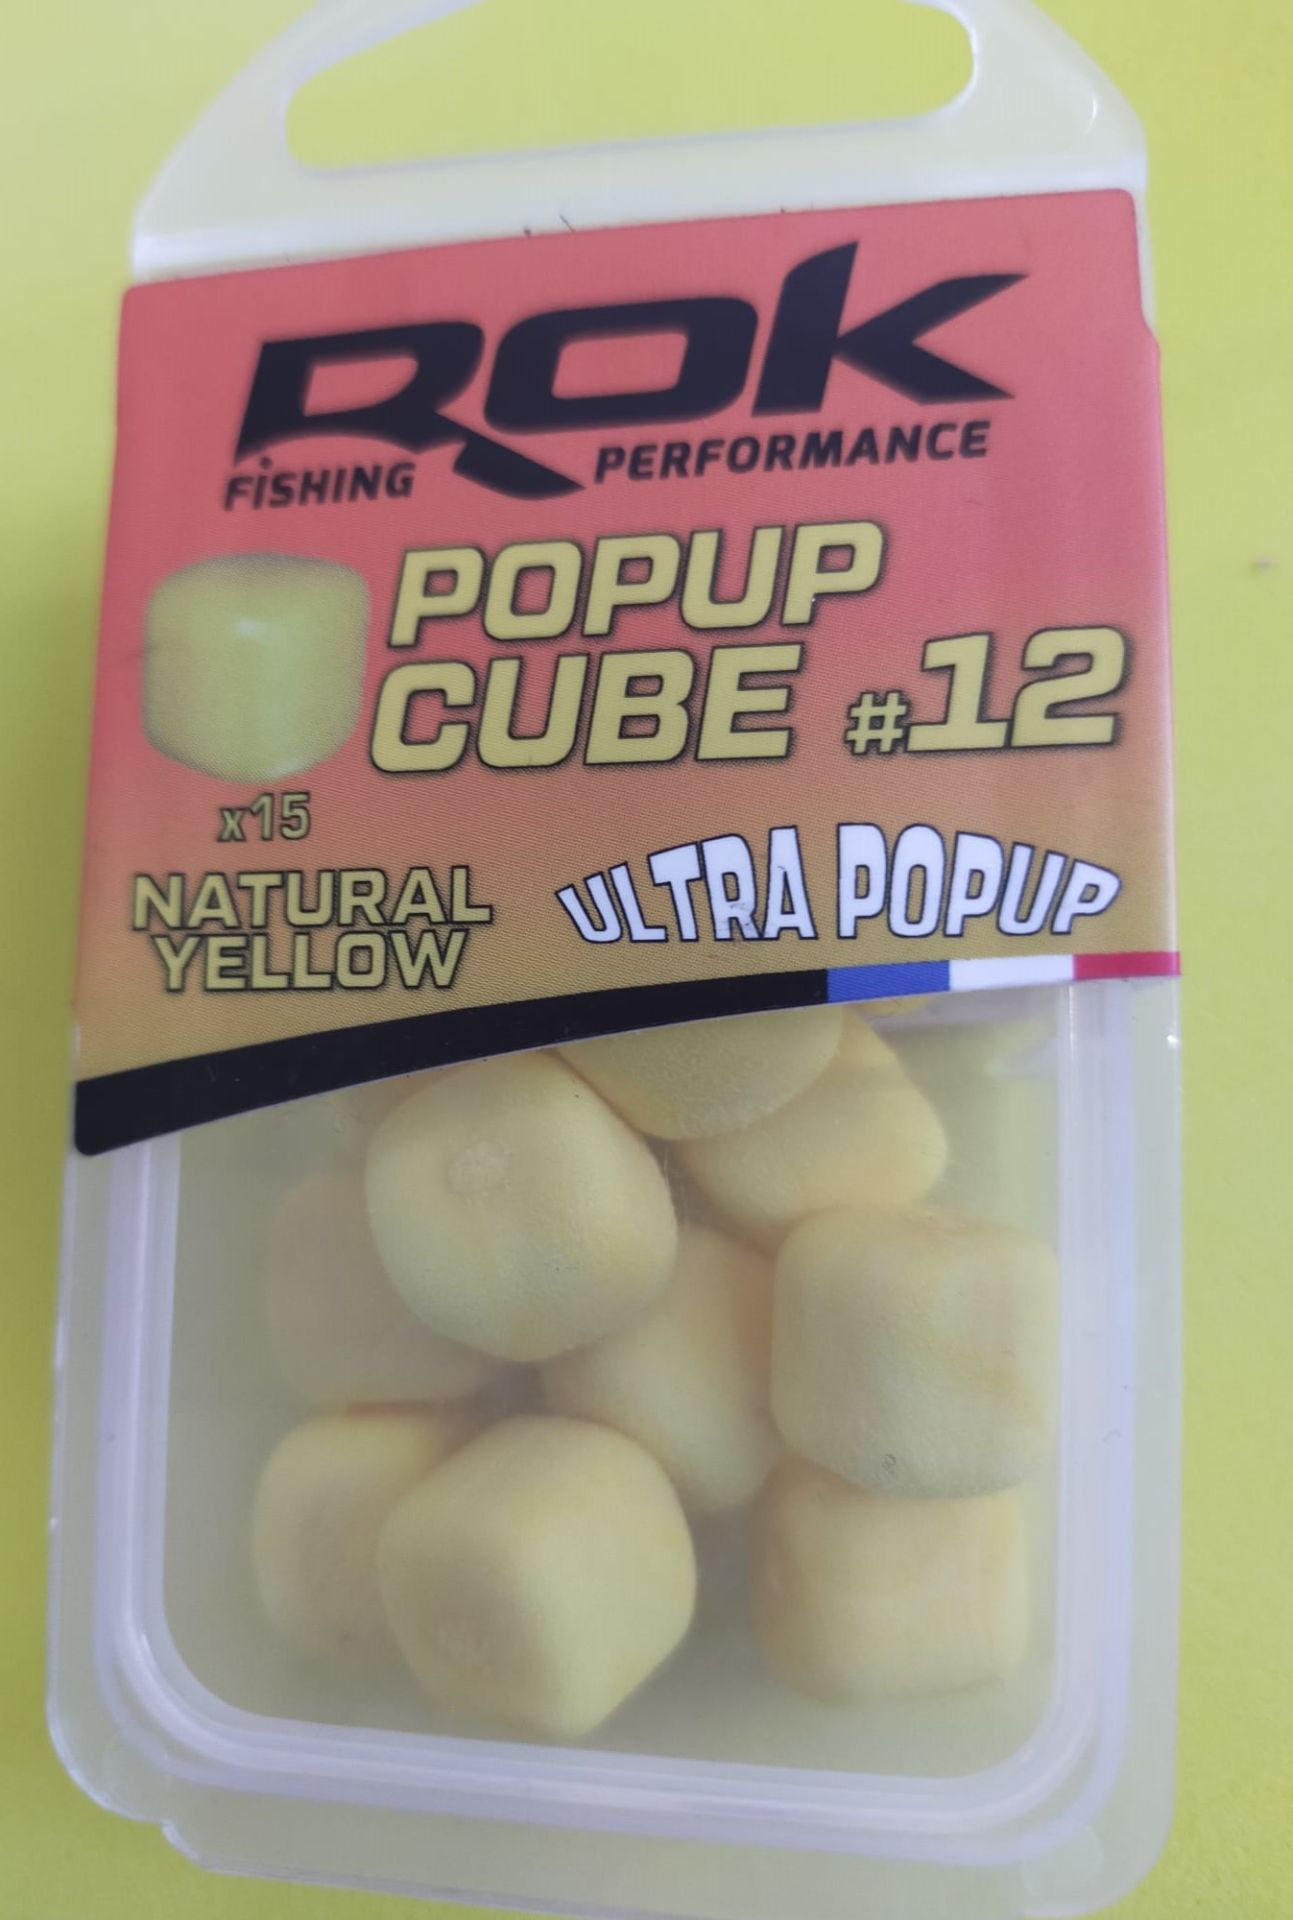 ROK
FiSHING PERFORMANCE
POPUP
CUBE #12
x15
NATURAL
YELLOW
ULTRA POPUP